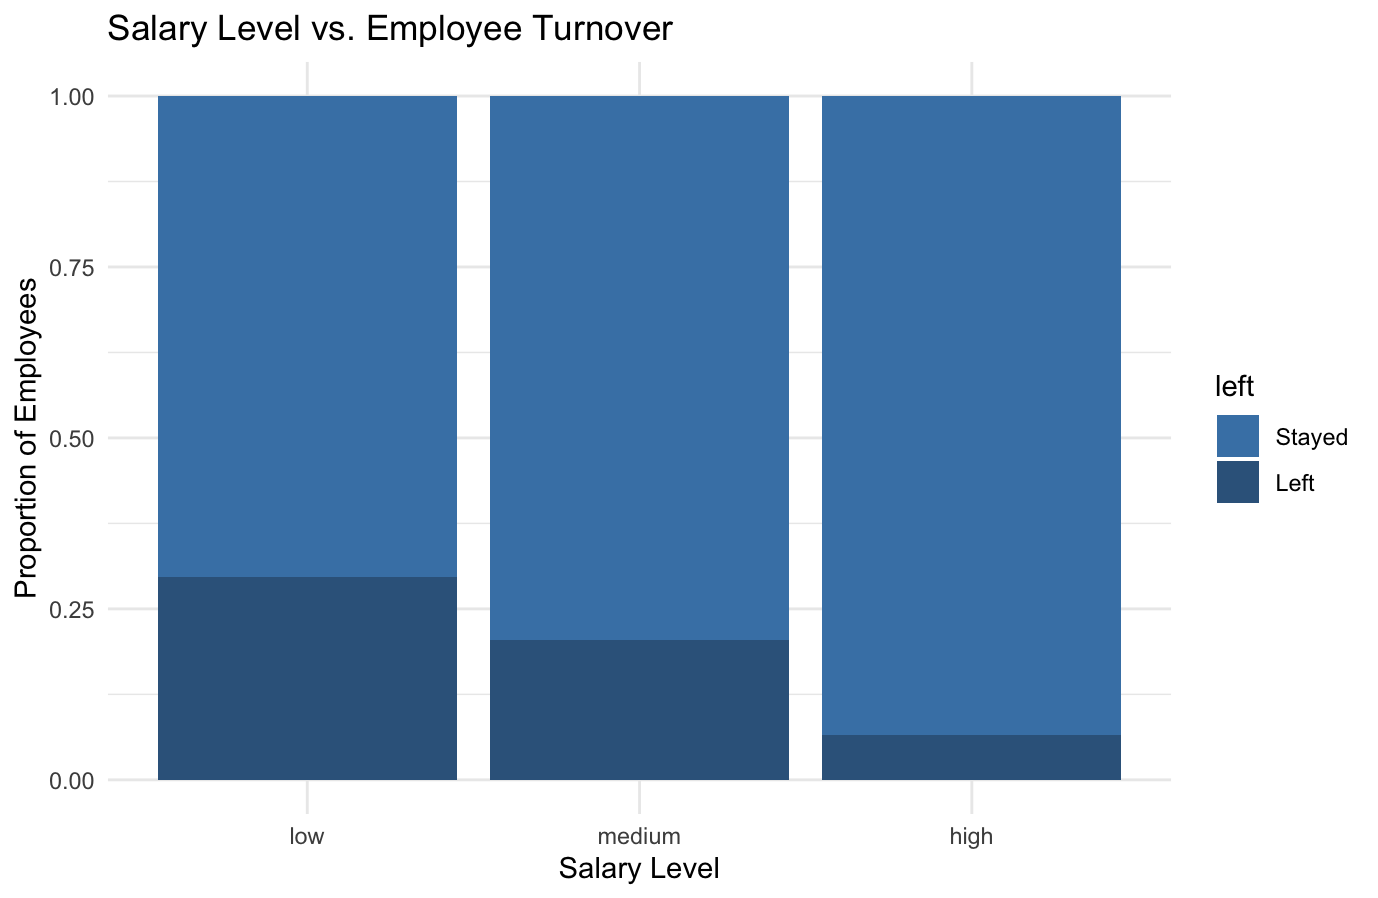 Salary Level vs. Employee Turnover
Proportion of Employees
1.00
0.75
0.50
0.25
0.00
low
medium
high
Salary Level
left
Stayed
Left